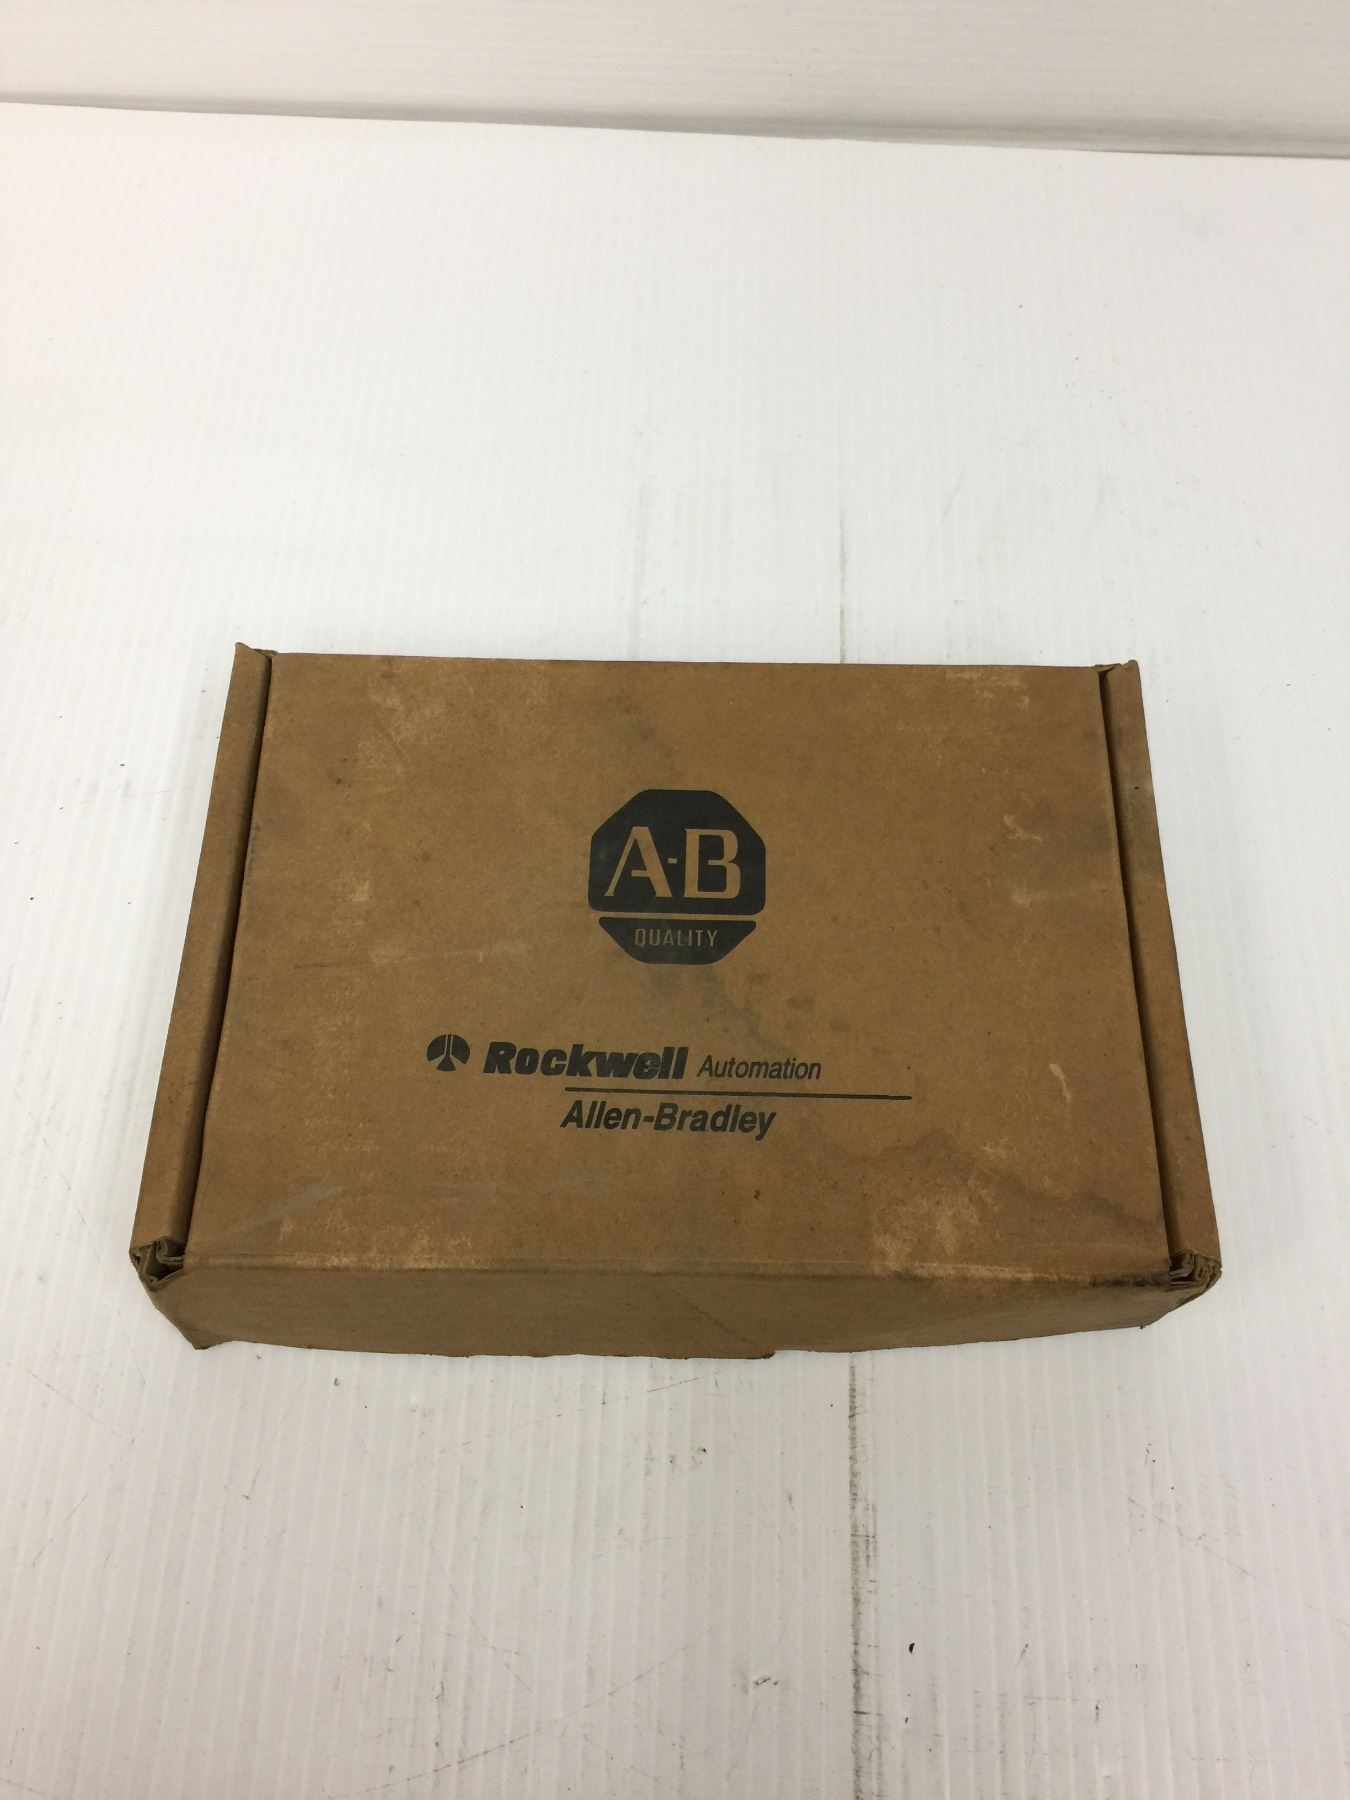 A-B
QUALITY
Rockwell Automation
Allen-Bradley